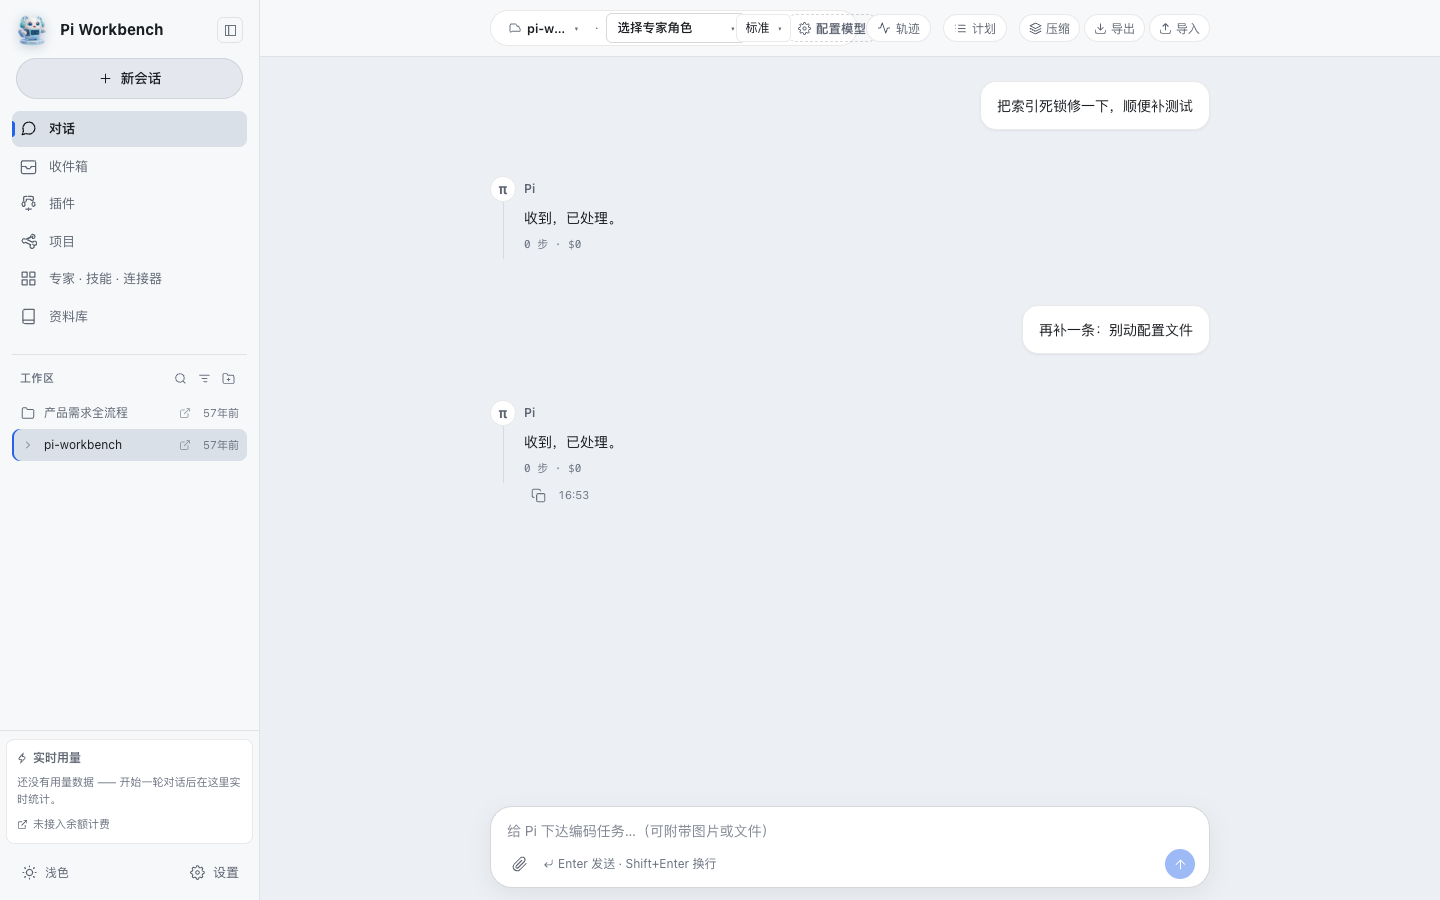 Pi Workbench
新会话
对话
收件箱
插件
项目
专家 · 技能 · 连接器
资料库
工作区
产品需求全流程 57年前
pi-workbench 57年前
实时用量
还没有用量数据 —— 开始一轮对话后在这里实
时统计。
未接入余额计费
浅色 设置
pi-w... · 选择专家角色 标准 配置模型 轨迹 计划 压缩 导出 导入
把索引死锁修一下，顺便补测试
π Pi
收到，已处理。
0 步 · $0
再补一条：别动配置文件
π Pi
收到，已处理。
0 步 · $0
16:53
给 Pi 下达编码任务...（可附带图片或文件）
↵ Enter 发送 · Shift+Enter 换行